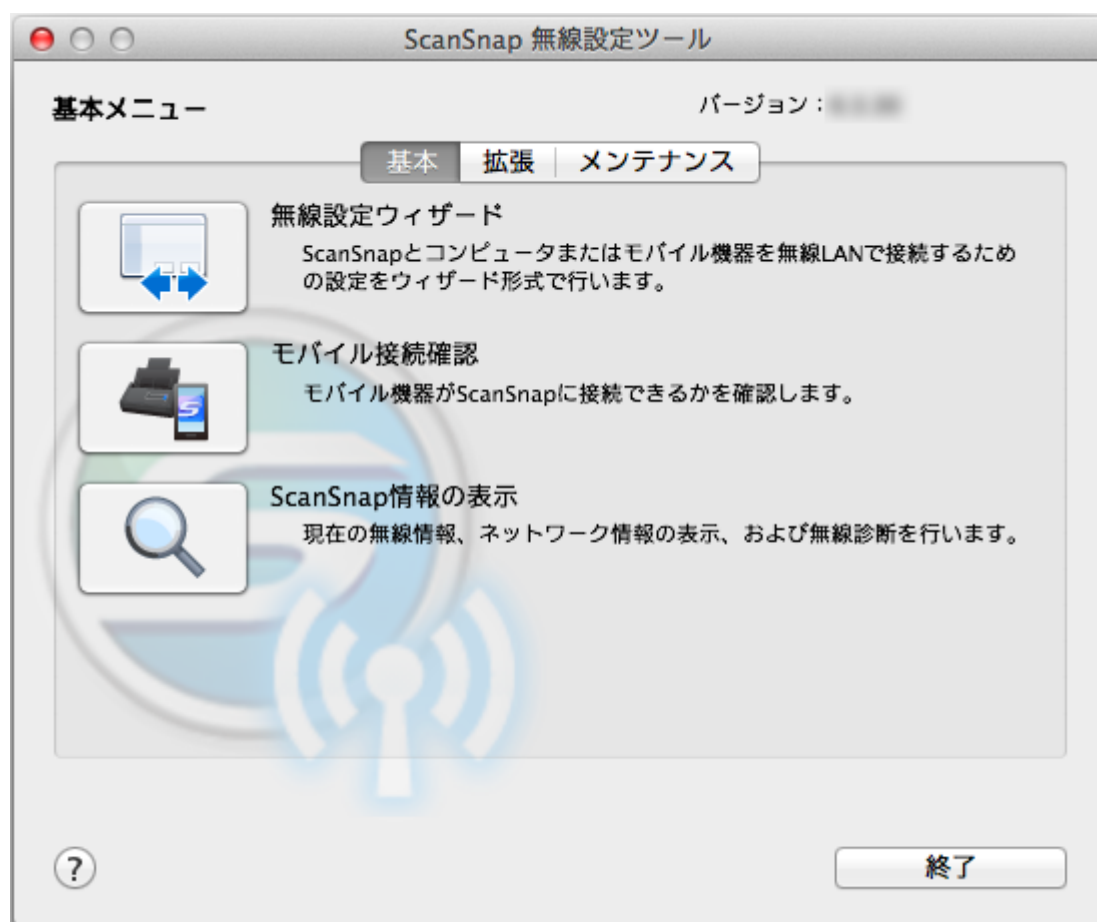 ScanSnap 無線設定ツール
基本メニュー
バージョン：
基本 拡張 メンテナンス
無線設定ウィザード
ScanSnapとコンピュータまたはモバイル機器を無線LANで接続するため
の設定をウィザード形式で行います。
モバイル接続確認
モバイル機器がScanSnapに接続できるかを確認します。
ScanSnap情報の表示
現在の無線情報、ネットワーク情報の表示、および無線診断を行います。
?
終了